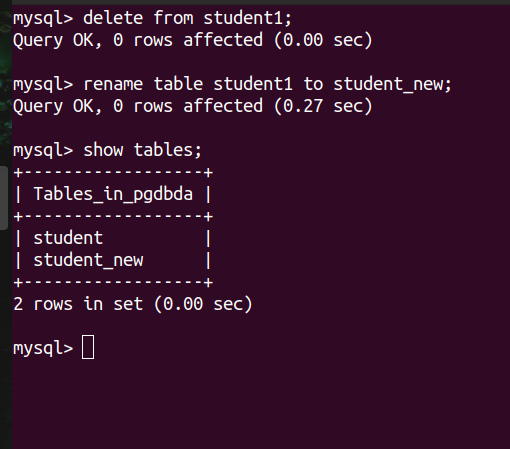 mysql> delete from student1;
Query OK, 0 rows affected (0.00 sec)
mysql> rename table student1 to student_new;
Query OK, 0 rows affected (0.27 sec)
mysql> show tables;
+------------------+
| Tables_in_pgdbda |
+------------------+
| student          |
| student_new      |
+------------------+
2 rows in set (0.00 sec)
mysql>